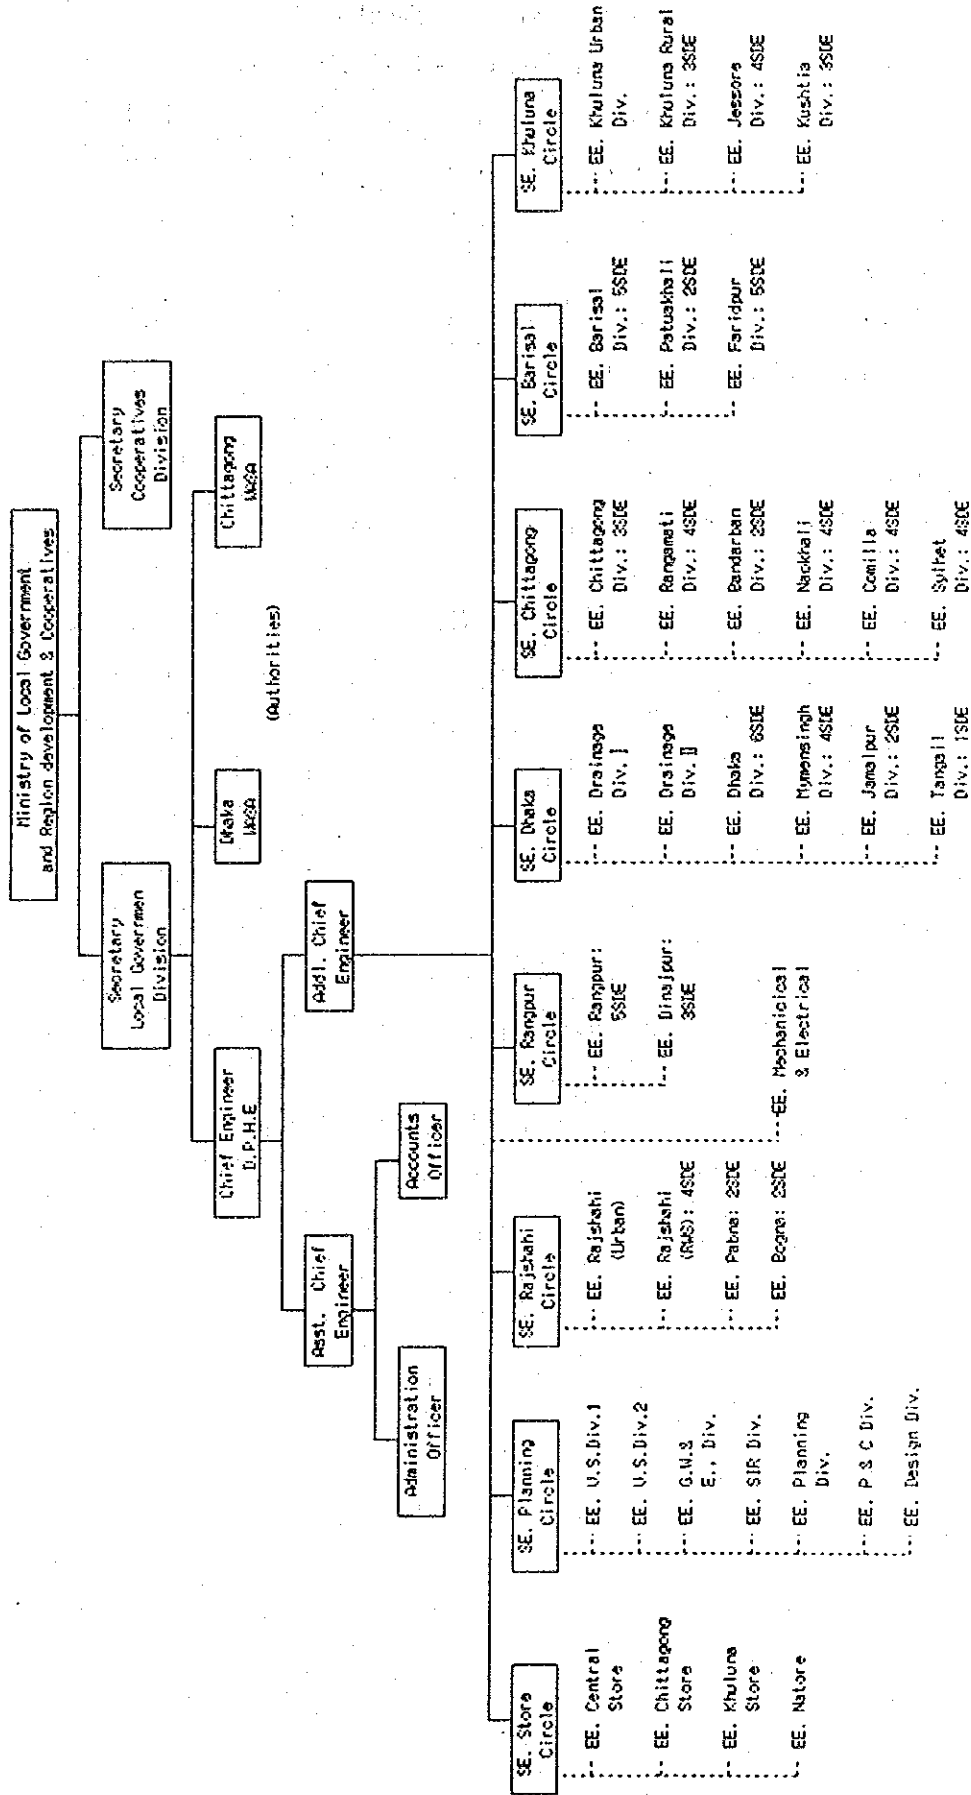 Ministry of Local Government
and Region development & Cooperatives
Secretary
Local Governmen
Division
Secretary
Cooperatives
Division
Chief Engineer
D.P.H.E
Dhaka
WASA
Chittagong
WASA
(Authorities)
Asst. Chief
Engineer
Addl. Chief
Engineer
Administration
Officer
Accounts
Officer
SE. Store
Circle
EE. Central
Store
EE. Chittagong
Store
EE. Khuluna
Store
EE. Natore
SE. Planning
Circle
EE. V.S.Div.1
EE. V.S.Div.2
EE. G.W.&
E., Div.
EE. SIR Div.
EE. Planning
Div.
EE. P & C Div.
EE. Design Div.
SE. Rajshahi
Circle
EE. Rajshahi
(Urban)
EE. Rajshahi
(RWS): 4SDE
EE. Pabna: 2SDE
EE. Bogna: 2SDE
EE. Mechanicical
& Electrical
SE. Rangpur
Circle
EE. Rangpur:
5SDE
EE. Dinajpur:
3SDE
SE. Dhaka
Circle
EE. Drainage
Div. I
EE. Drainage
Div. II
EE. Dhaka
Div.: 6SDE
EE. Mymensingh
Div.: 4SDE
EE. Jamalpur
Div.: 2SDE
EE. Tangail
Div.: 1SDE
SE. Chittagong
Circle
EE. Chittagong
Div.: 3SDE
EE. Rangamati
Div.: 4SDE
EE. Bandarban
Div.: 2SDE
EE. Naokhali
Div.: 4SDE
EE. Comilla
Div.: 4SDE
EE. Sylhet
Div.: 4SDE
SE. Barisal
Circle
EE. Barisal
Div.: 5SDE
EE. Patuakhali
Div.: 2SDE
EE. Faridpur
Div.: 5SDE
SE. Khuluna
Circle
EE. Khuluna Urban
Div.
EE. Khuluna Rural
Div.: 3SDE
EE. Jessore
Div.: 4SDE
EE. Kushtia
Div.: 3SDE